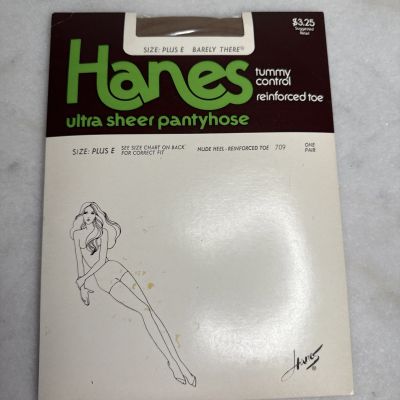 $3.25
Suggested
Retail
SIZE: PLUS E BARELY THERE®
Hanes
tummy
control
reinforced toe
ultra sheer pantyhose
SIZE: PLUS E SEE SIZE CHART ON BACK FOR CORRECT FIT NUDE HEEL - REINFORCED TOE 709 ONE PAIR
Hanes®